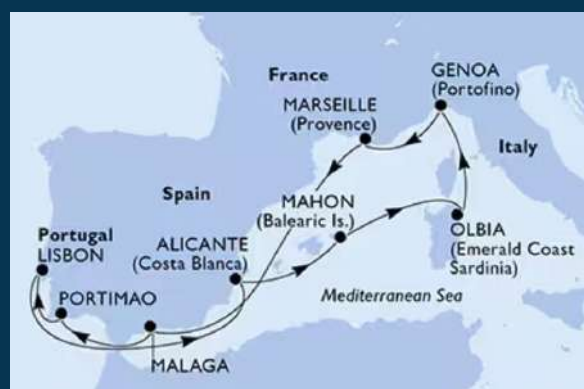 France
GENOA
(Portofino)
MARSEILLE
(Provence)
Italy
Spain
MAHON
(Balearic Is.)
OLBIA
(Emerald Coast
Sardinia)
Portugal
LISBON
ALICANTE
(Costa Blanca)
PORTIMAO
Mediterranean Sea
MALAGA